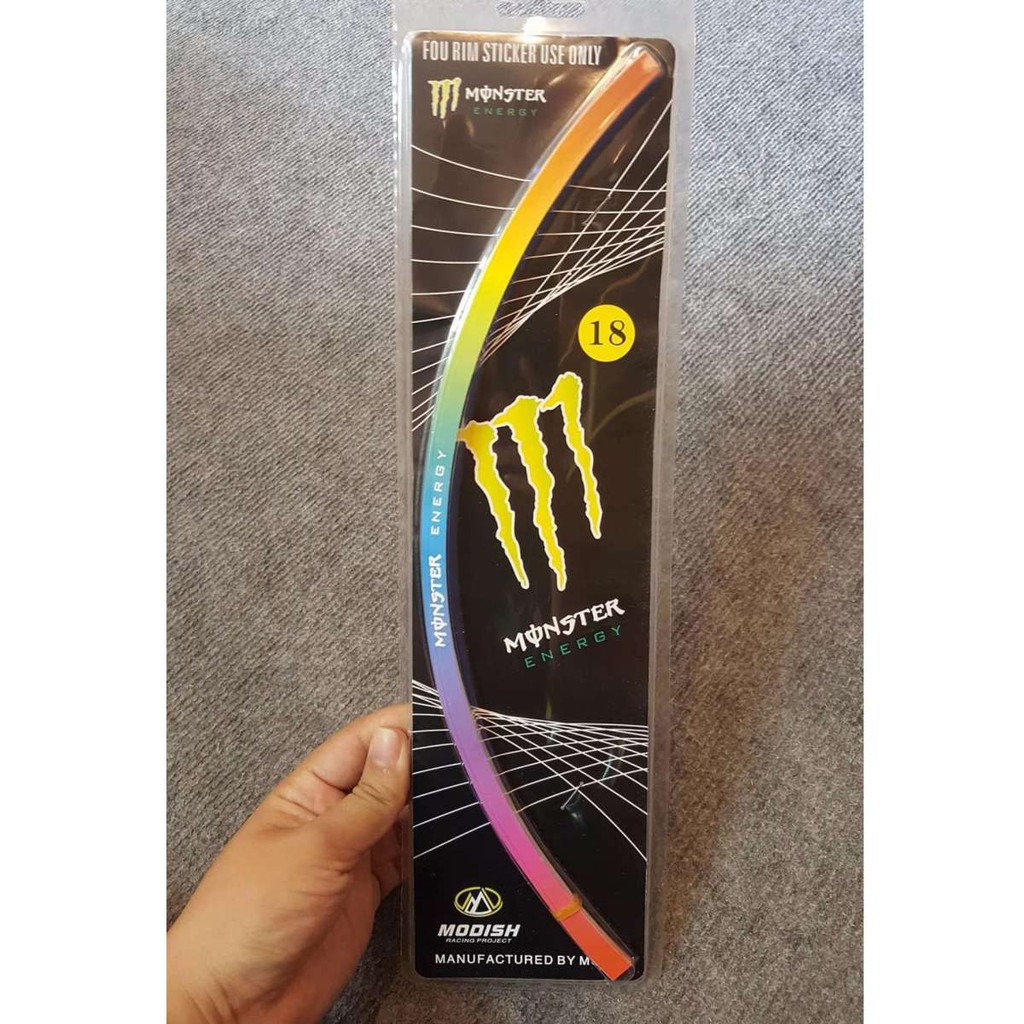 FOU RIM STICKER USE ONLY
MONSTER
ENERGY
18
MONSTER ENERGY
MONSTER
ENERGY
MODISH
RACING PROJECT
MANUFACTURED BY